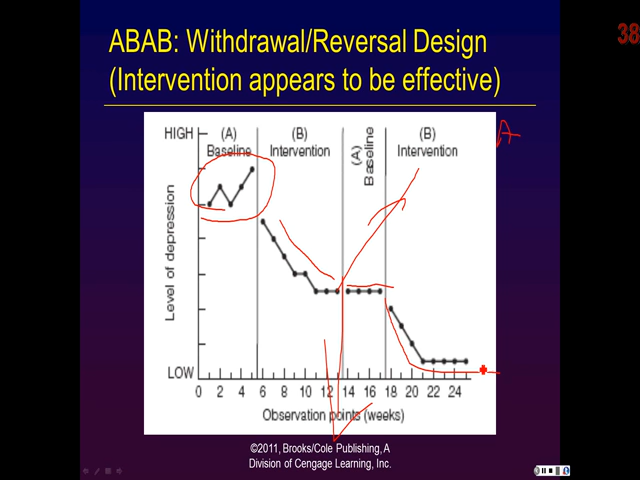 ABAB: Withdrawal/Reversal Design
(Intervention appears to be effective)
38
HIGH
(A)
Baseline
(B)
Intervention
(A)
Baseline
(B)
Intervention
A
Level of depression
LOW
0 2 4 6 8 10 12 14 16 18 20 22 24
Observation points (weeks)
©2011, Brooks/Cole Publishing, A
Division of Cengage Learning, Inc.